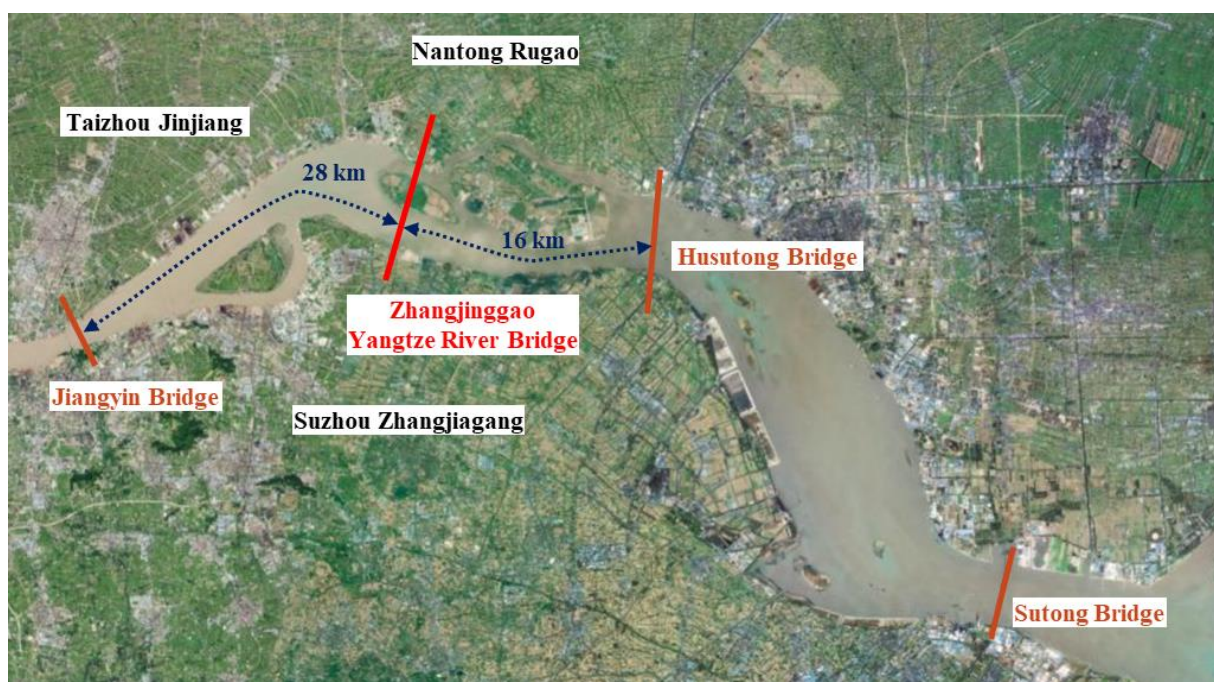 Nantong Rugao
Taizhou Jinjiang
28 km
16 km
Husutong Bridge
Zhangjinggao
Yangtze River Bridge
Jiangyin Bridge
Suzhou Zhangjiagang
Sutong Bridge